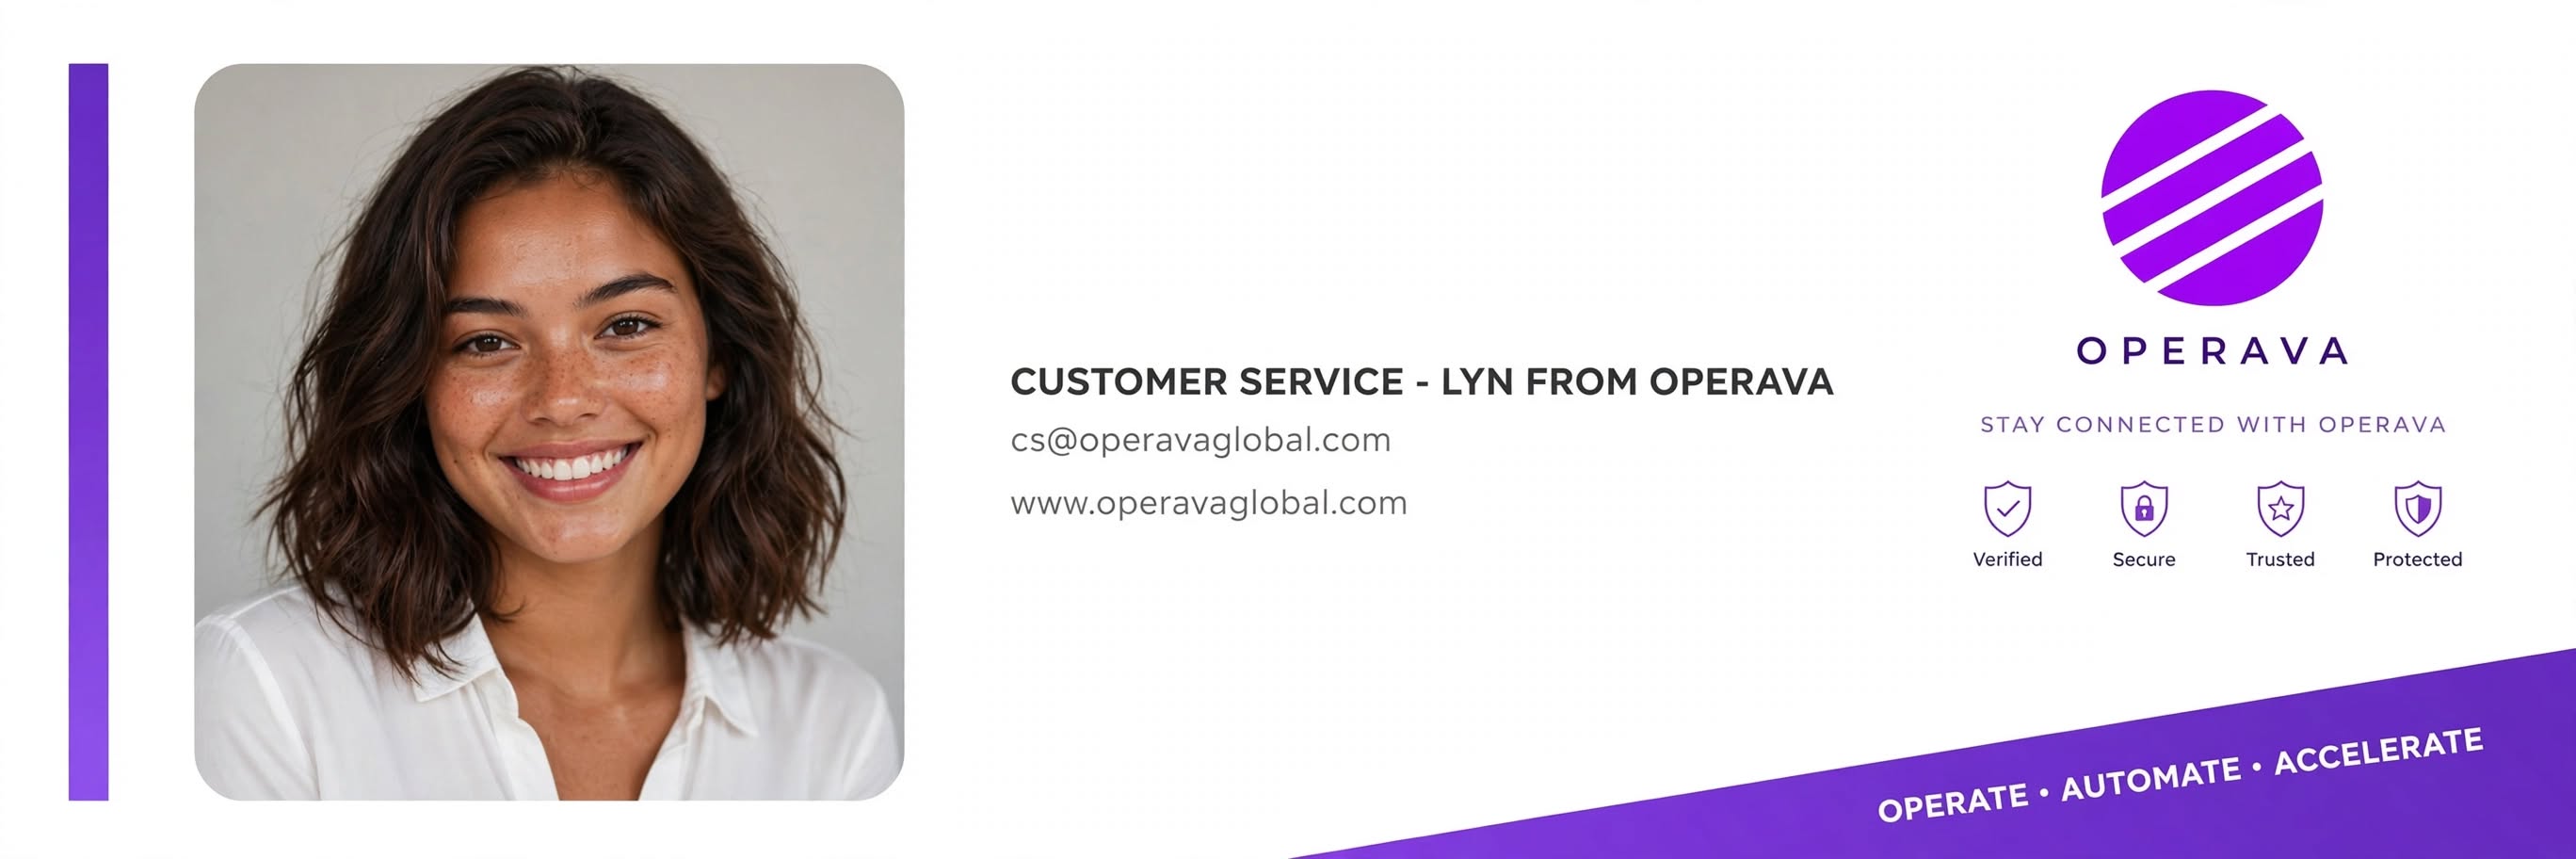 CUSTOMER SERVICE - LYN FROM OPERAVA
cs@operavaglobal.com
www.operavaglobal.com
OPERAVA
STAY CONNECTED WITH OPERAVA
Verified Secure Trusted Protected
OPERATE • AUTOMATE • ACCELERATE